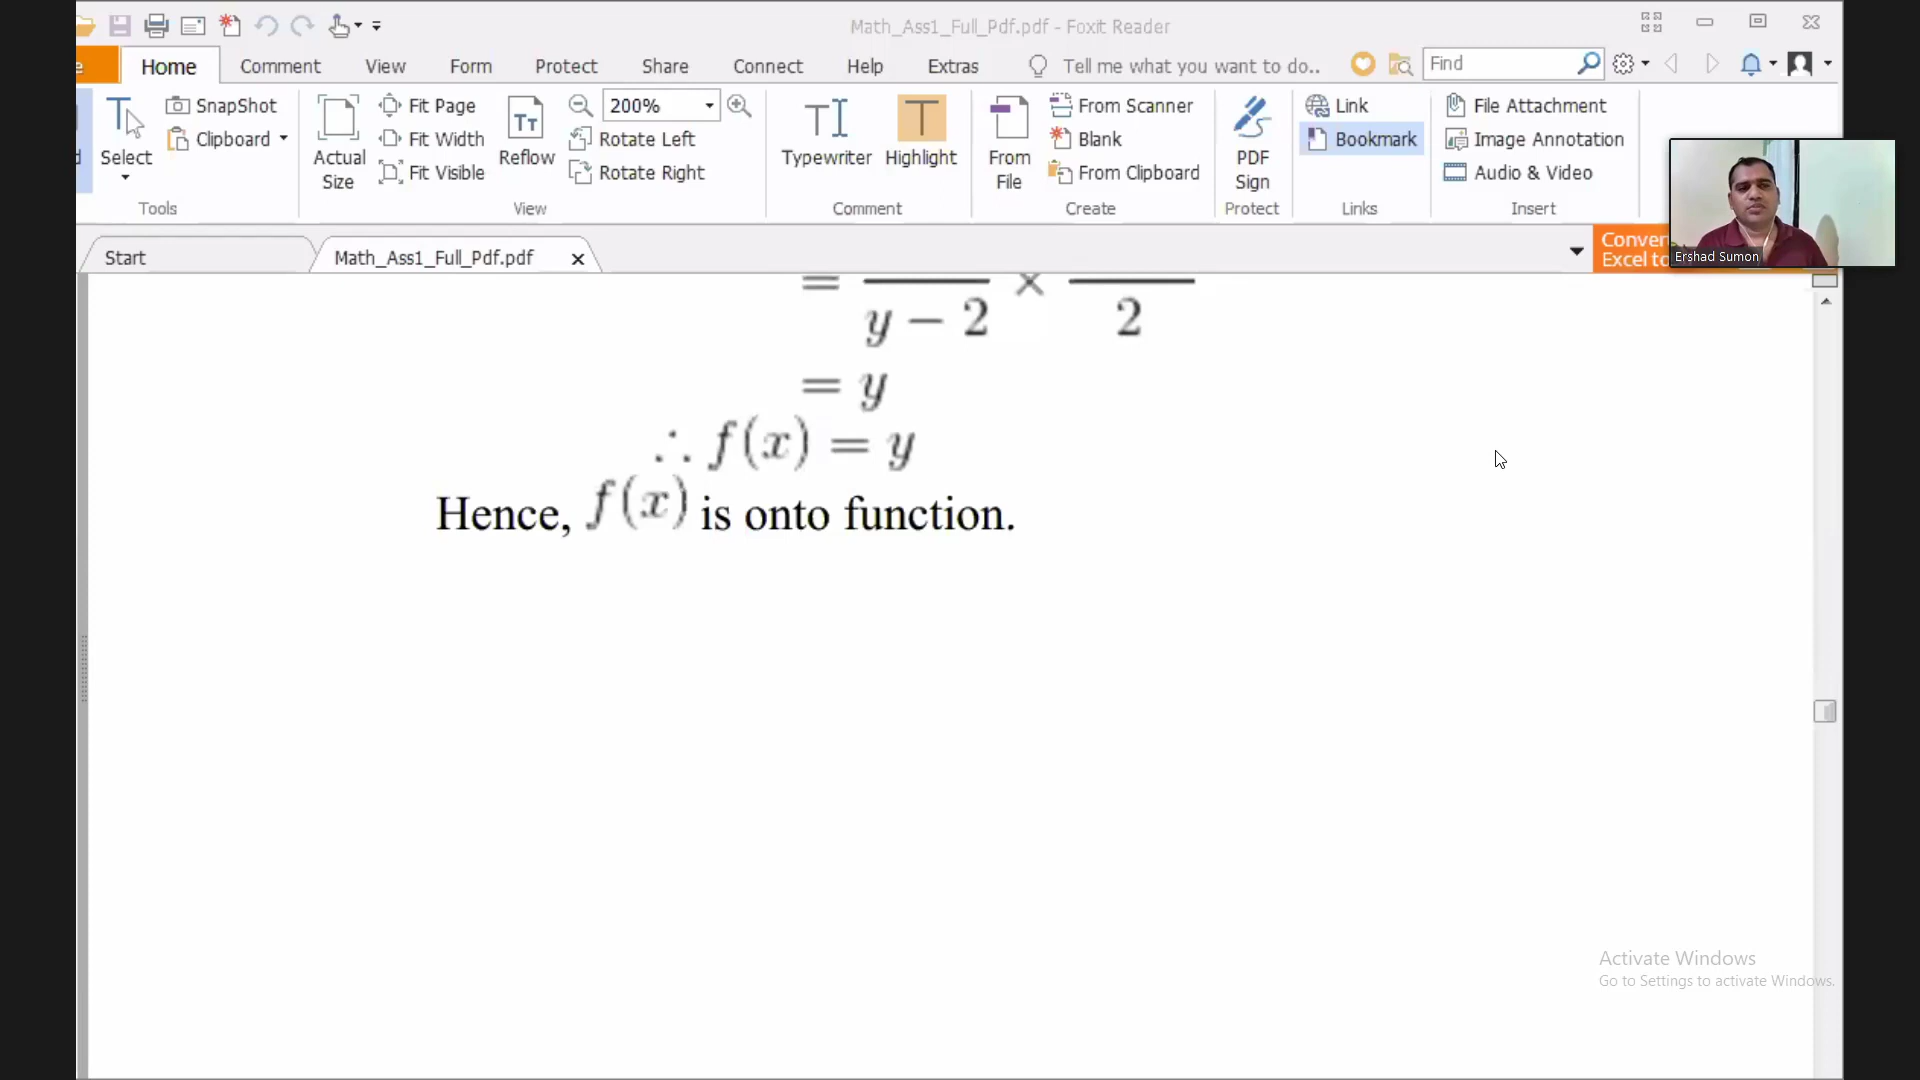 Math_Ass1_Full_Pdf.pdf - Foxit Reader
Home Comment View Form Protect Share Connect Help Extras Tell me what you want to do.. Find
Select
SnapShot
Clipboard
Tools
Actual Size
Fit Page
Fit Width
Fit Visible
Reflow
200%
Rotate Left
Rotate Right
View
Typewriter
Highlight
Comment
From File
From Scanner
Blank
From Clipboard
Create
PDF Sign
Protect
Link
Bookmark
Links
File Attachment
Image Annotation
Audio & Video
Insert
Ershad Sumon
Start
Math_Ass1_Full_Pdf.pdf
Excel to
= y − 2 × 2
= y
∴ f(x) = y
Hence, f(x) is onto function.
Activate Windows
Go to Settings to activate Windows.